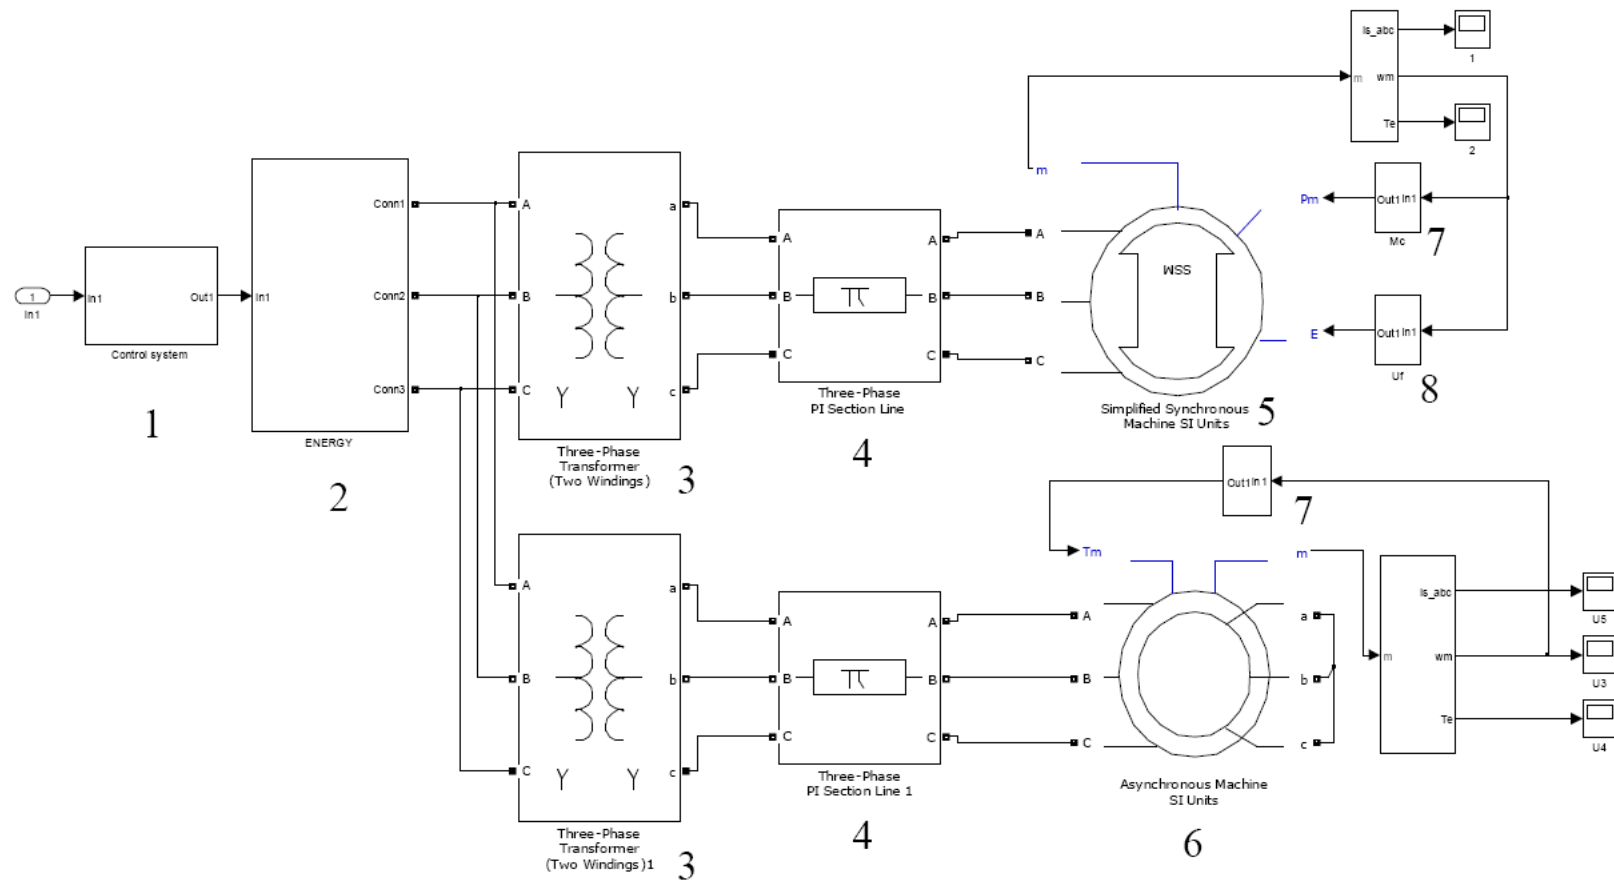 1
In1
In1
Out1
Control system
1
In1
Conn1
Conn2
Conn3
ENERGY
2
A
B
C
a
b
c
Y Y
Three-Phase
Transformer
(Two Windings)
3
A
B
C
A
B
C
π
Three-Phase
PI Section Line
4
A
B
C
m
SSM
Pm
E
Simplified Synchronous
Machine SI Units
5
m
Is_abc
wm
Te
1
2
Out1 In1
Mc
7
Out1 In1
Uf
8
A
B
C
a
b
c
Y Y
Three-Phase
Transformer
(Two Windings)1
3
A
B
C
A
B
C
π
Three-Phase
PI Section Line 1
4
Out1 In1
7
Tm
m
A
B
C
a
b
c
Asynchronous Machine
SI Units
6
m
Is_abc
wm
Te
U5
U3
U4